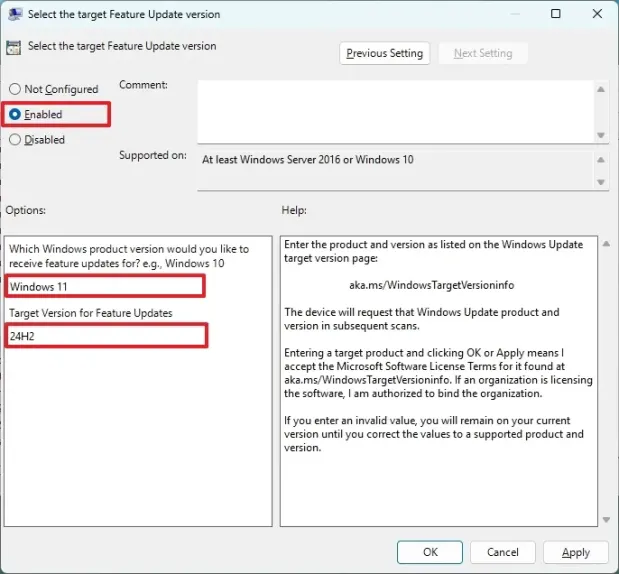 Select the target Feature Update version
Select the target Feature Update version
Previous Setting
Next Setting
Not Configured
Comment:
Enabled
Disabled
Supported on:
At least Windows Server 2016 or Windows 10
Options:
Help:
Which Windows product version would you like to
receive feature updates for? e.g., Windows 10
Windows 11
Target Version for Feature Updates
24H2
Enter the product and version as listed on the Windows Update
target version page:
aka.ms/WindowsTargetVersioninfo
The device will request that Windows Update product and
version in subsequent scans.
Entering a target product and clicking OK or Apply means I
accept the Microsoft Software License Terms for it found at
aka.ms/WindowsTargetVersioninfo. If an organization is licensing
the software, I am authorized to bind the organization.
If you enter an invalid value, you will remain on your current
version until you correct the values to a supported product and
version.
OK
Cancel
Apply